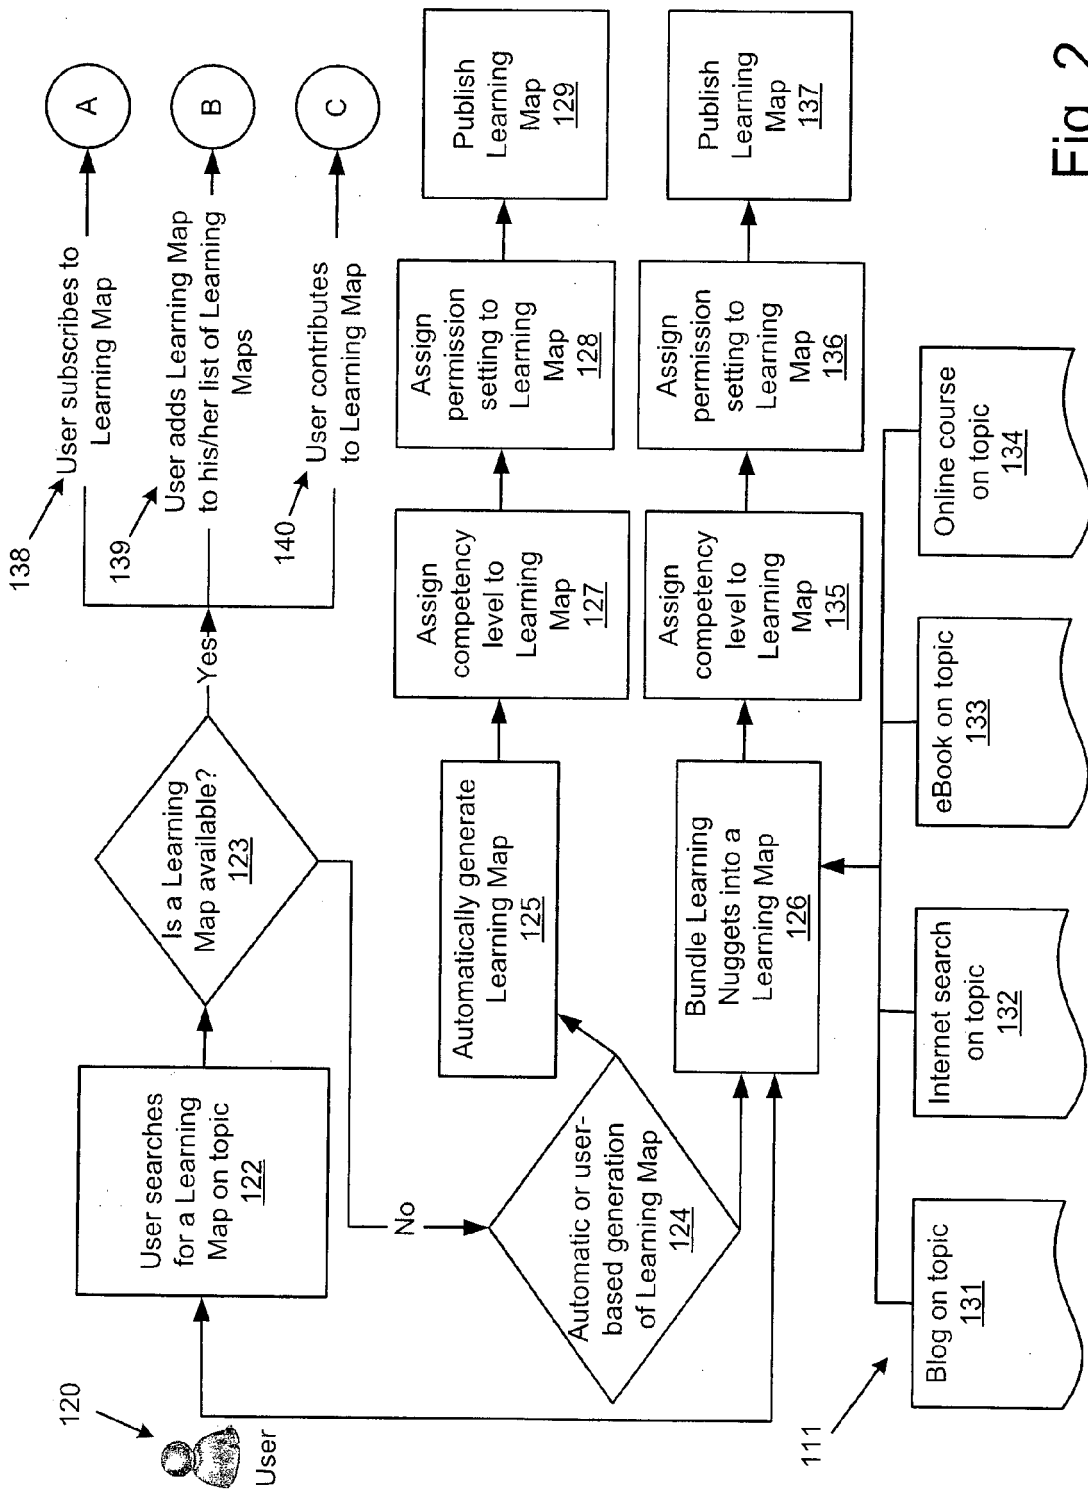 120
User
User searches
for a Learning
Map on topic
122
Is a Learning
Map available?
123
Yes
No
138
User subscribes to
Learning Map
A
139
User adds Learning Map
to his/her list of Learning
Maps
B
140
User contributes
to Learning Map
C
Automatic or user-
based generation
of Learning Map
124
Automatically generate
Learning Map
125
Assign
competency
level to
Learning
Map
127
Assign
permission
setting to
Learning
Map
128
Publish
Learning
Map
129
Bundle Learning
Nuggets into a
Learning Map
126
Assign
competency
level to
Learning
Map
135
Assign
permission
setting to
Learning
Map
136
Publish
Learning
Map
137
111
Blog on topic
131
Internet search
on topic
132
eBook on topic
133
Online course
on topic
134
Fig. 2